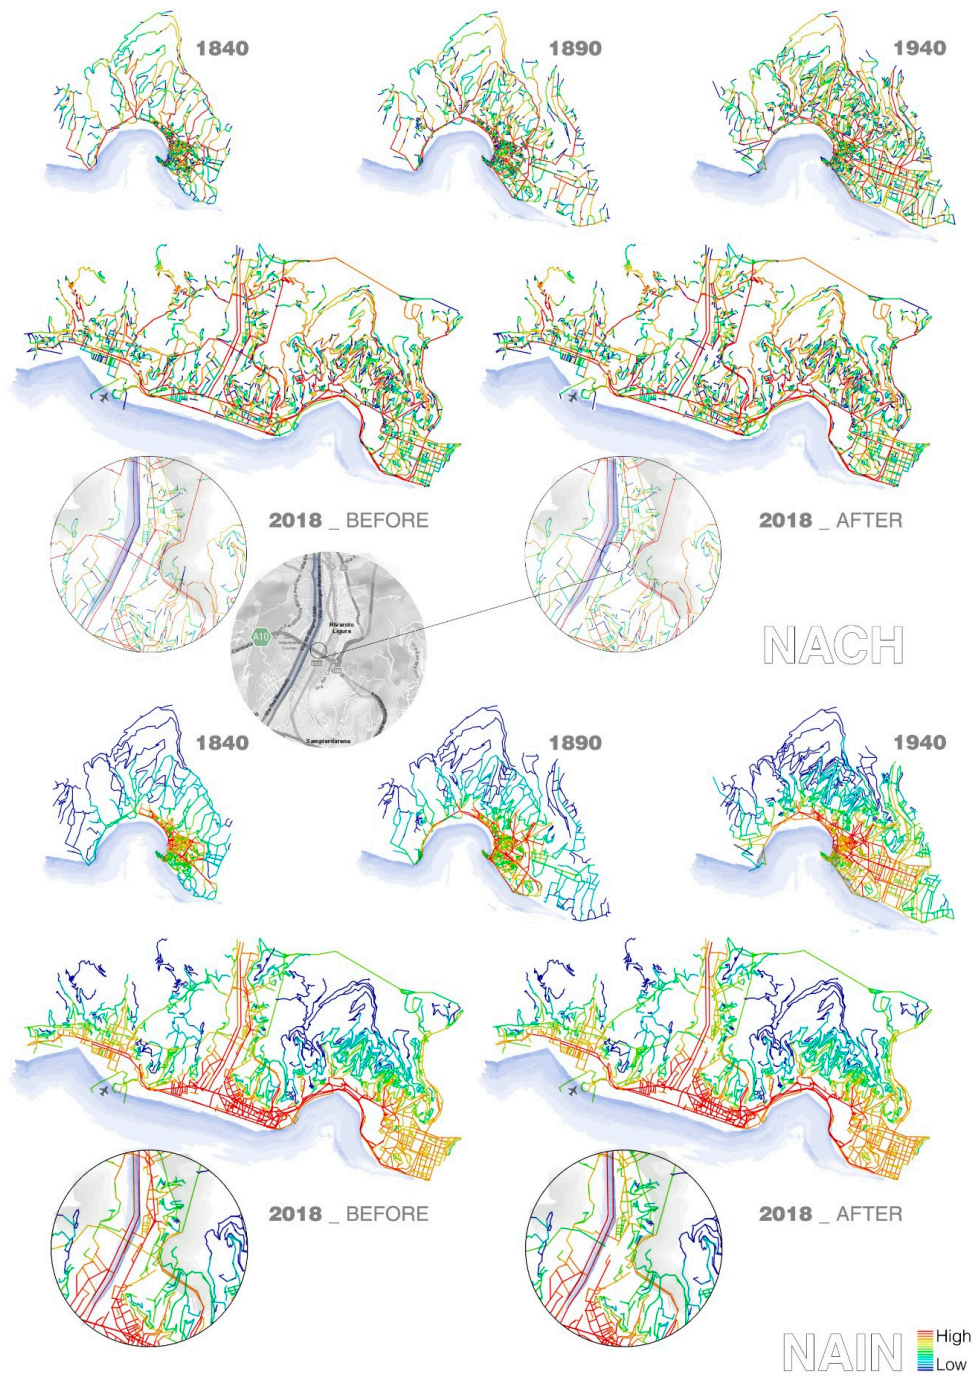 1840
1890
1940
2018 _ BEFORE
2018 _ AFTER
A10
Rivarolo
Ligure
Sampierdarena
NACH
1840
1890
1940
2018 _ BEFORE
2018 _ AFTER
NAIN
High
Low